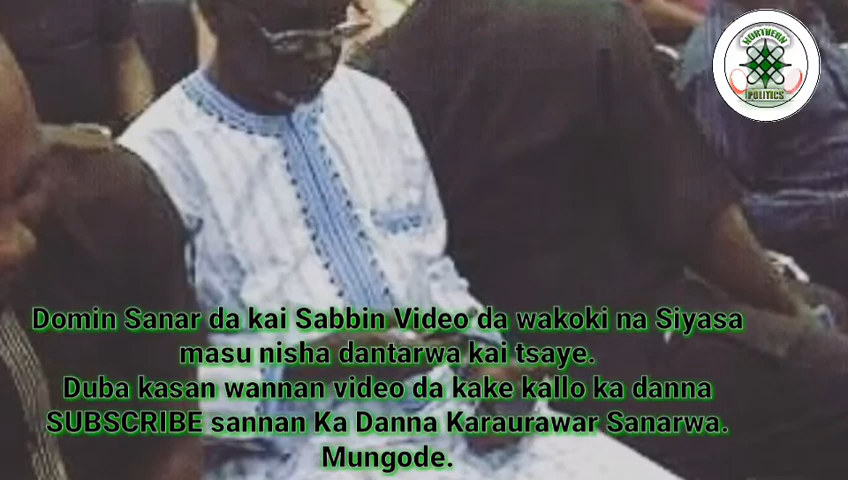 NORTHERN
POLITICS
Domin Sanar da kai Sabbin Video da wakoki na Siyasa
masu nisha dantarwa kai tsaye.
Duba kasan wannan video da kake kallo ka danna
SUBSCRIBE sannan Ka Danna Karaurawar Sanarwa.
Mungode.